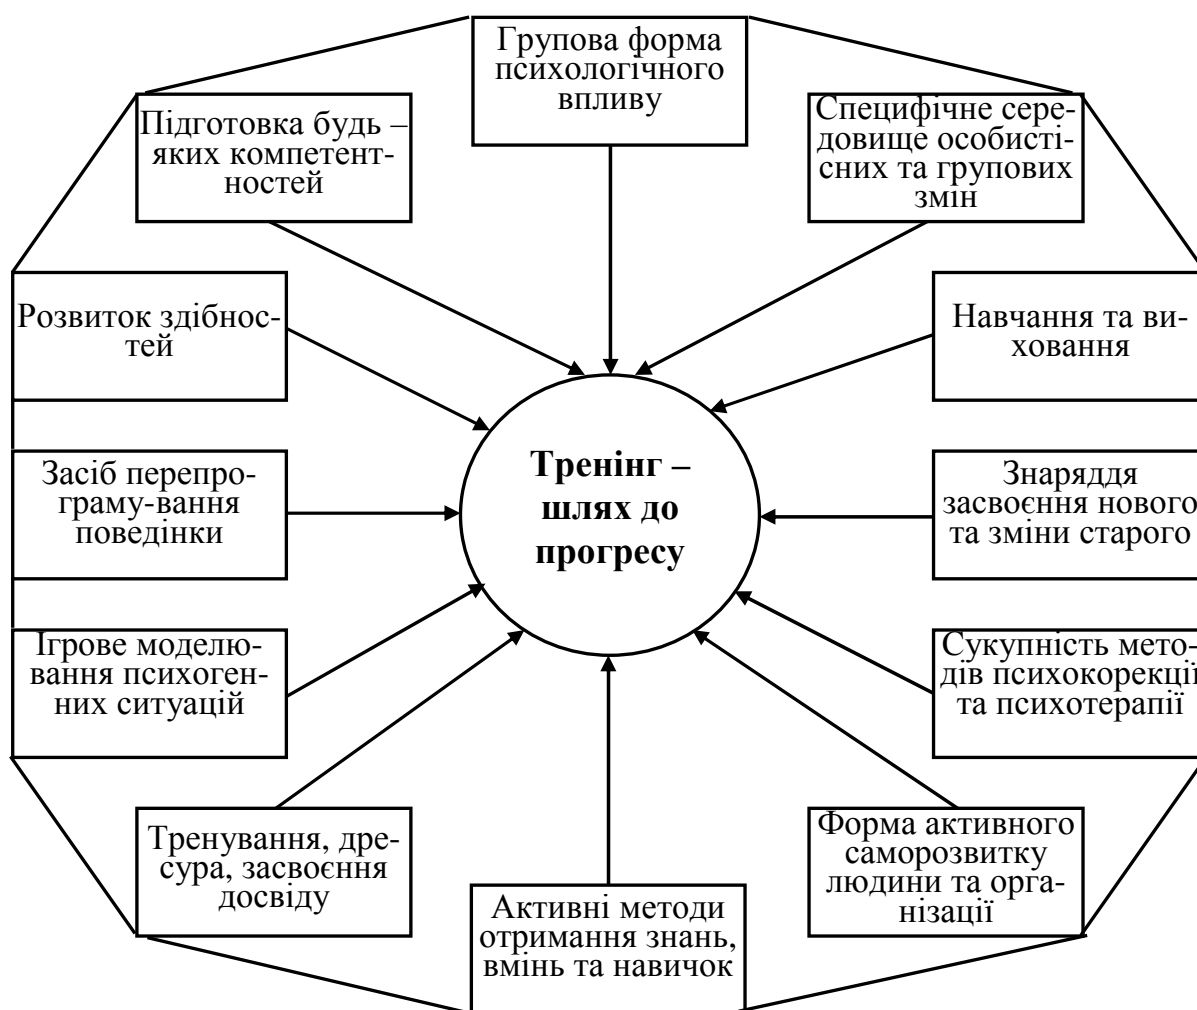 Групова форма
психологічного
впливу
Підготовка будь –
яких компетент-
ностей
Специфічне сере-
довище особисті-
сних та групових
змін
Розвиток здібнос-
тей
Навчання та ви-
ховання
Засіб перепро-
граму-вання
поведінки
Тренінг –
шлях до
прогресу
Знаряддя
засвоєння нового
та зміни старого
Ігрове моделю-
вання психоген-
них ситуацій
Сукупність мето-
дів психокорекції
та психотерапії
Тренування, дре-
сура, засвоєння
досвіду
Форма активного
саморозвитку
людини та орга-
нізації
Активні методи
отримання знань,
вмінь та навичок